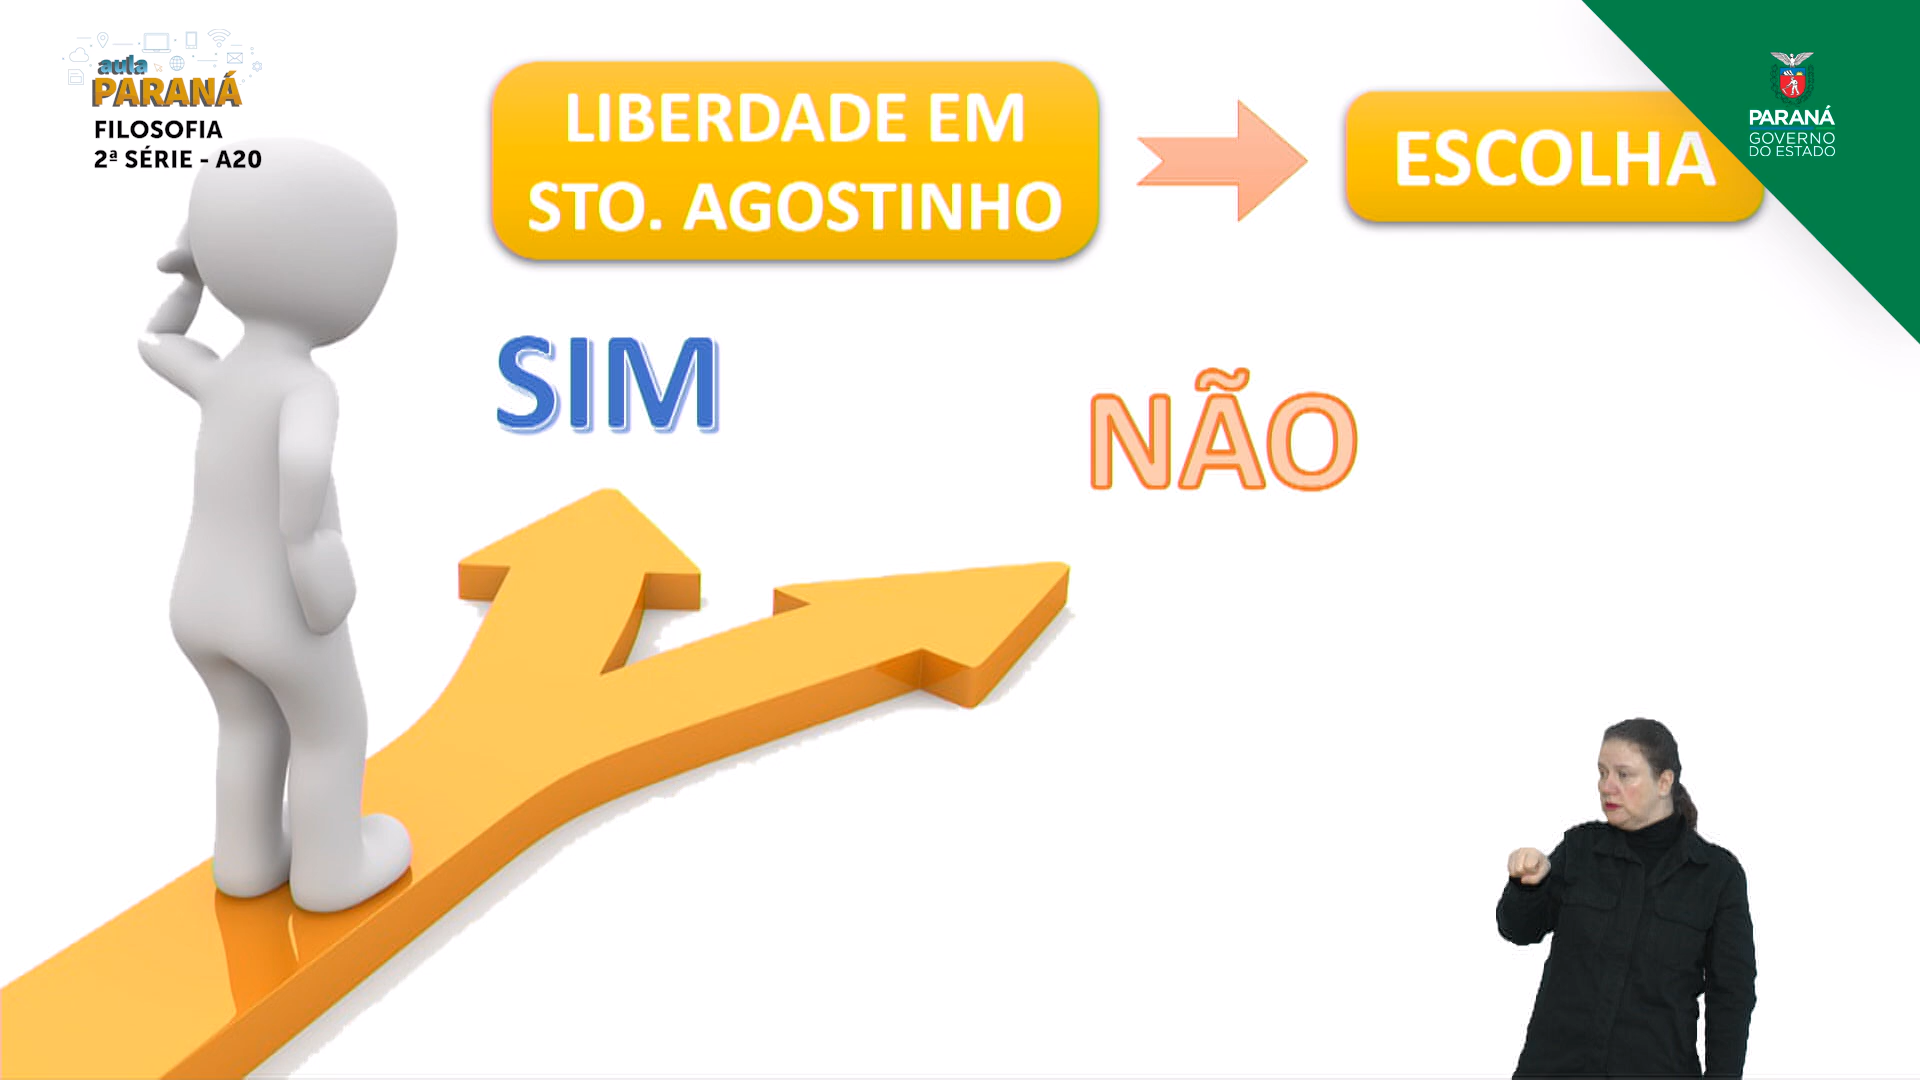 aula
PARANÁ
FILOSOFIA
2ª SÉRIE - A20
LIBERDADE EM
STO. AGOSTINHO
ESCOLHA
PARANÁ
GOVERNO
DO ESTADO
SIM
NÃO